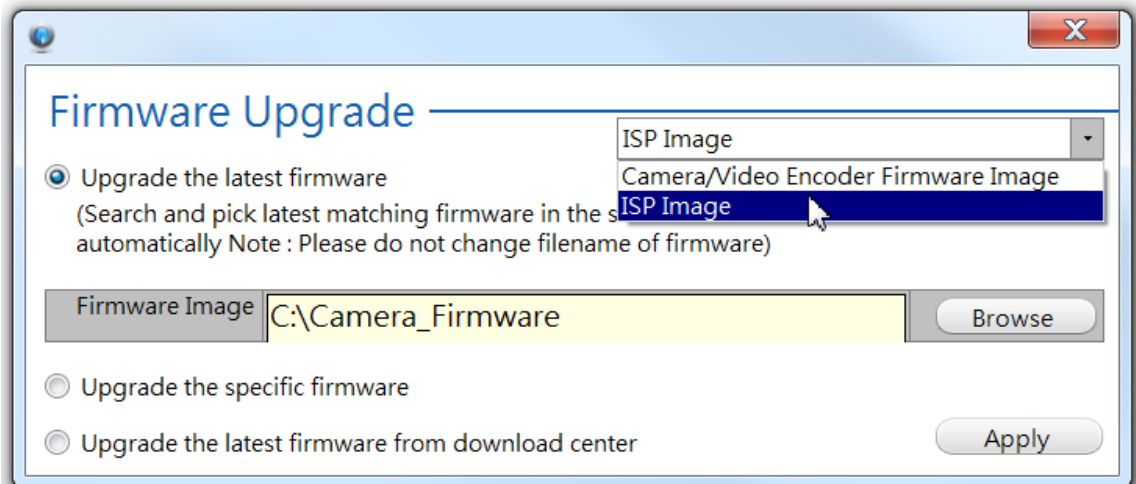 Firmware Upgrade
ISP Image
Camera/Video Encoder Firmware Image
ISP Image
Upgrade the latest firmware
(Search and pick latest matching firmware in the s
automatically Note : Please do not change filename of firmware)
Firmware Image
C:\Camera_Firmware
Browse
Upgrade the specific firmware
Upgrade the latest firmware from download center
Apply